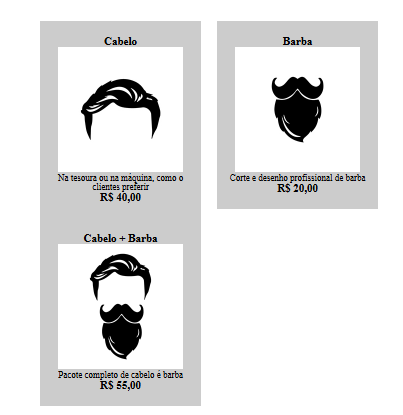 Cabelo
Na tesoura ou na máquina, como o
clientes preferir
R$ 40,00
Barba
Corte e desenho profissional de barba
R$ 20,00
Cabelo + Barba
Pacote completo de cabelo é barba
R$ 55,00